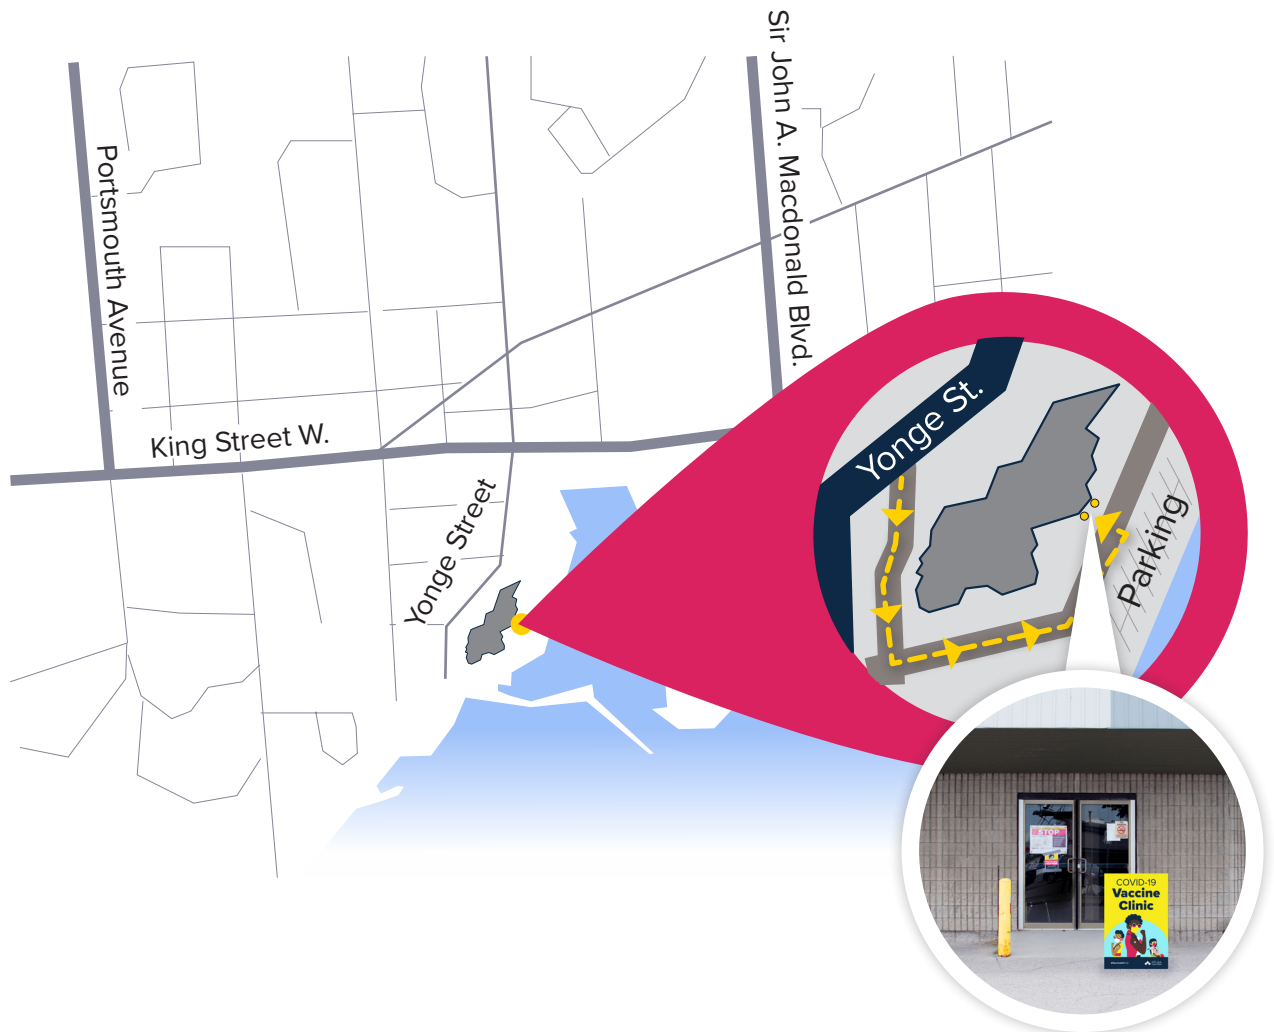 Sir John A. Macdonald Blvd.
Portsmouth Avenue
King Street W.
Yonge Street
Yonge St.
Parking
STOP
COVID-19
Vaccine
Clinic